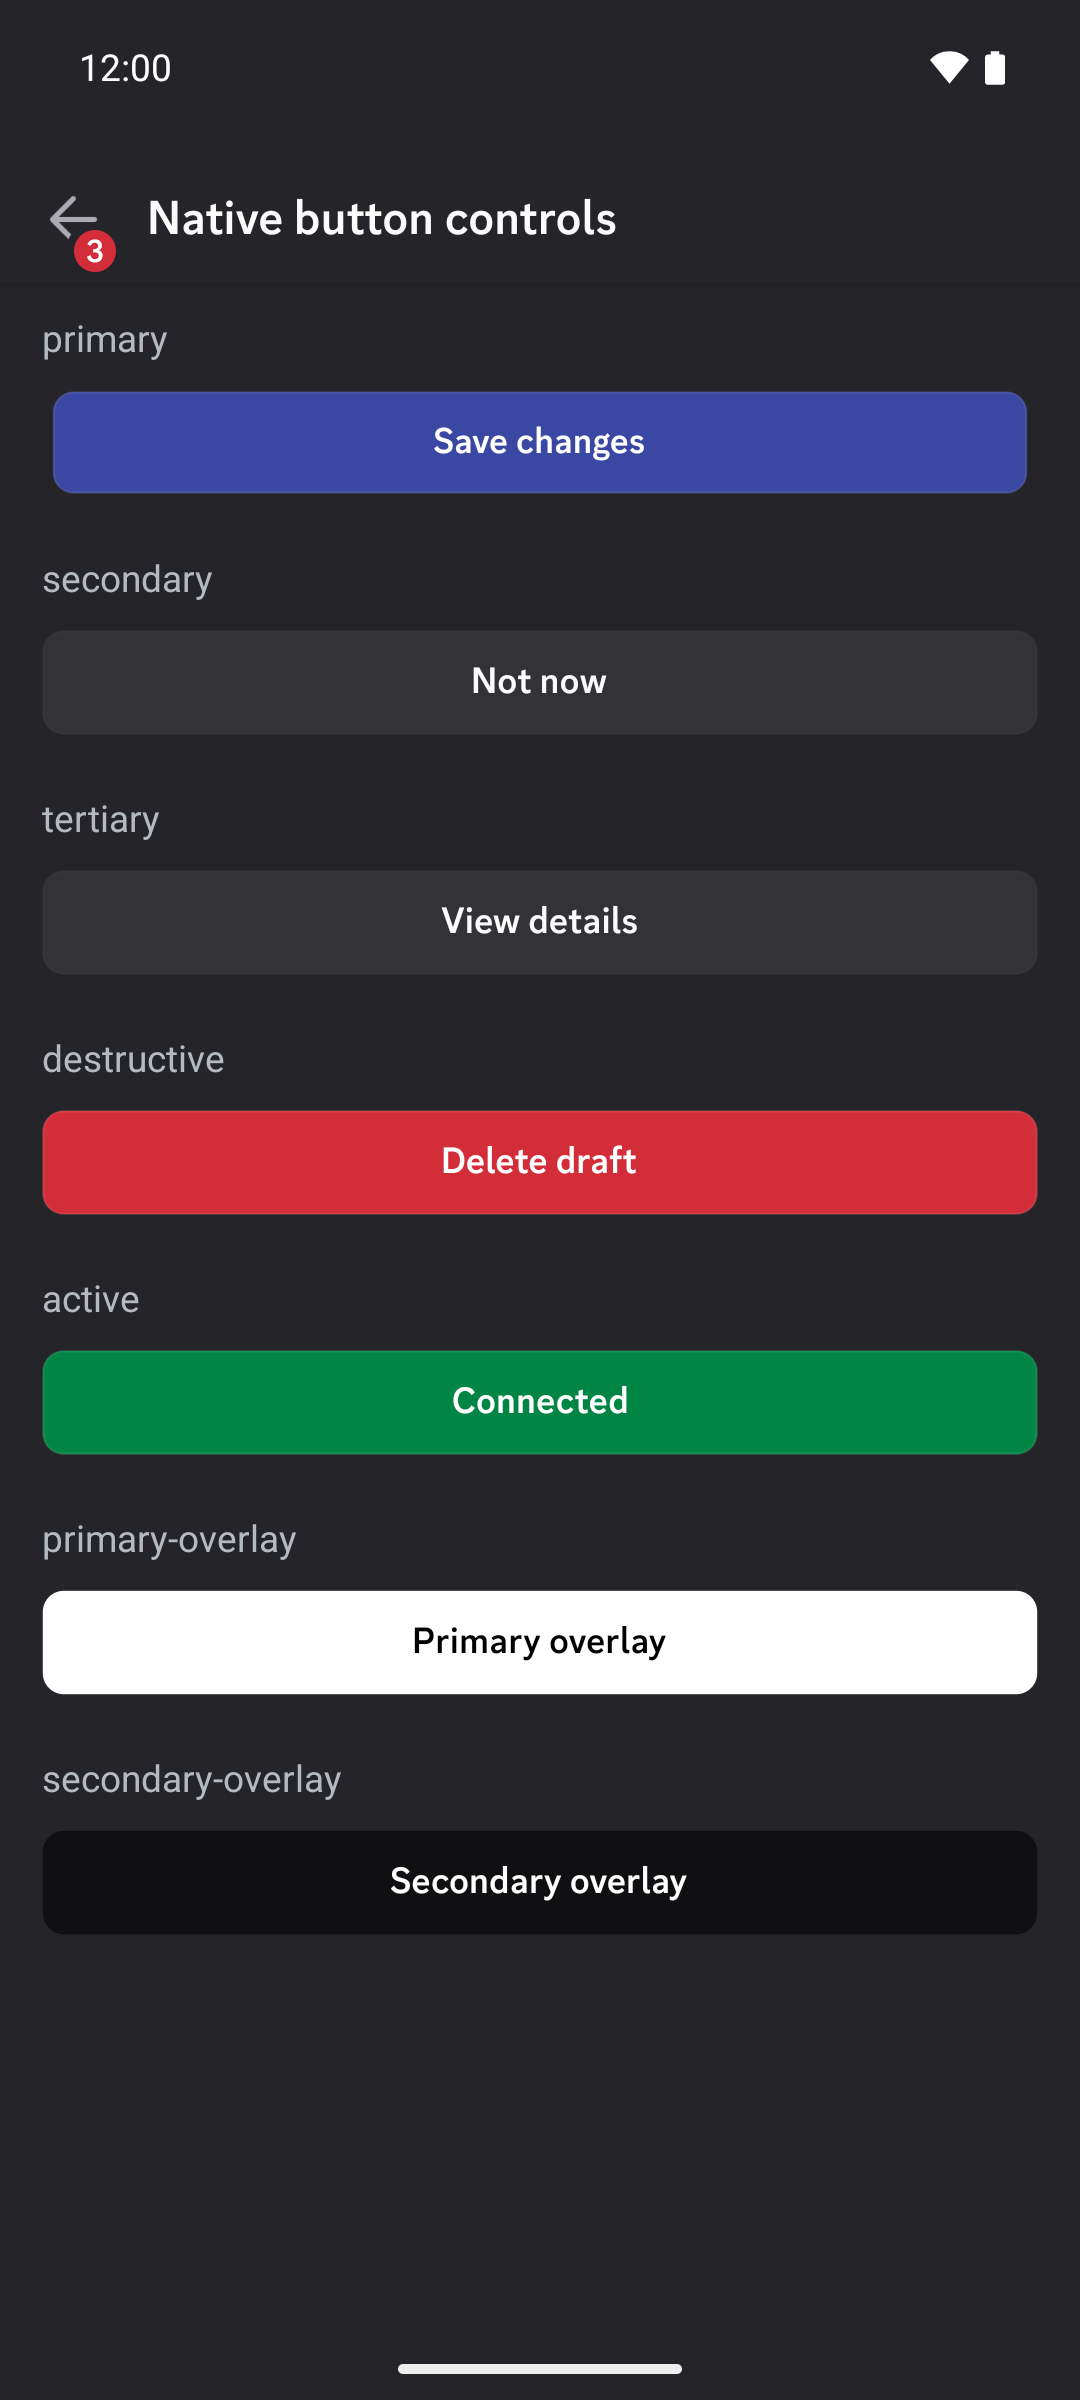 12:00
Native button controls
3
primary
Save changes
secondary
Not now
tertiary
View details
destructive
Delete draft
active
Connected
primary-overlay
Primary overlay
secondary-overlay
Secondary overlay